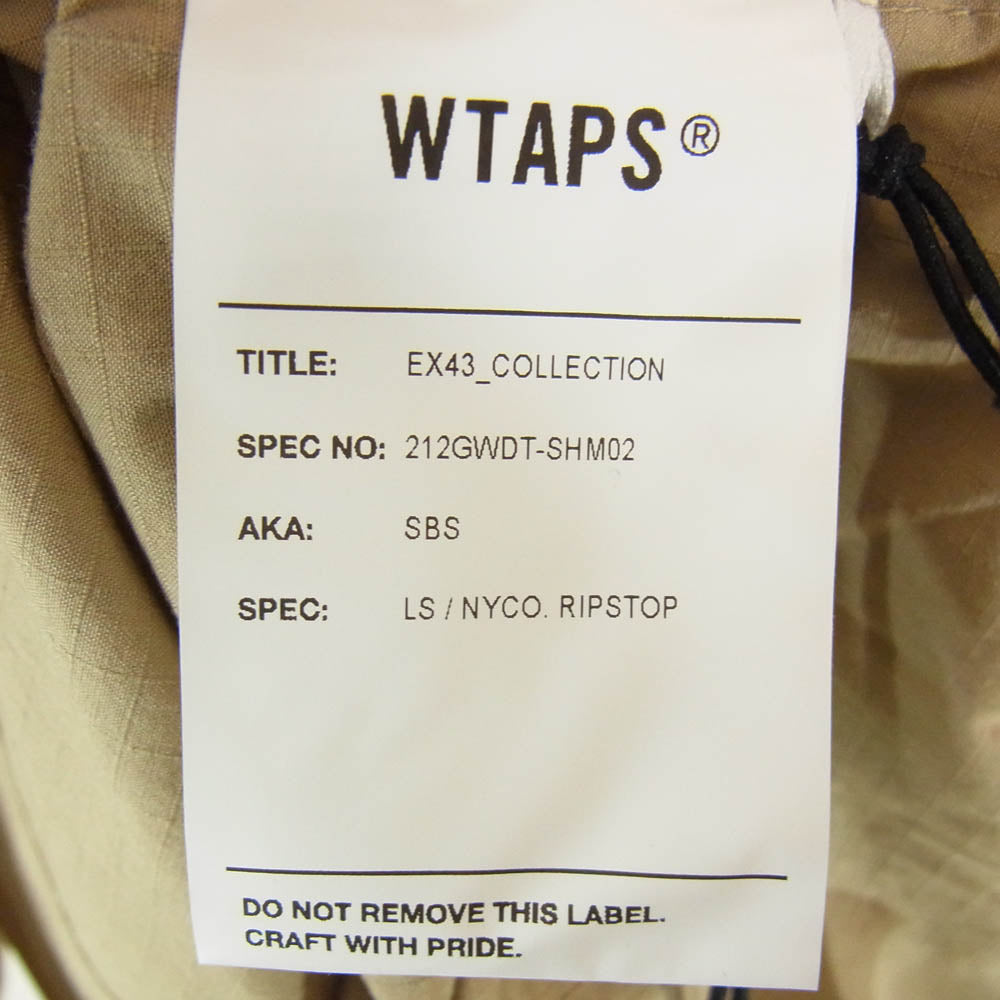 WTAPS®
TITLE: EX43_COLLECTION
SPEC NO: 212GWDT-SHM02
AKA: SBS
SPEC: LS / NYCO. RIPSTOP
DO NOT REMOVE THIS LABEL.
CRAFT WITH PRIDE.